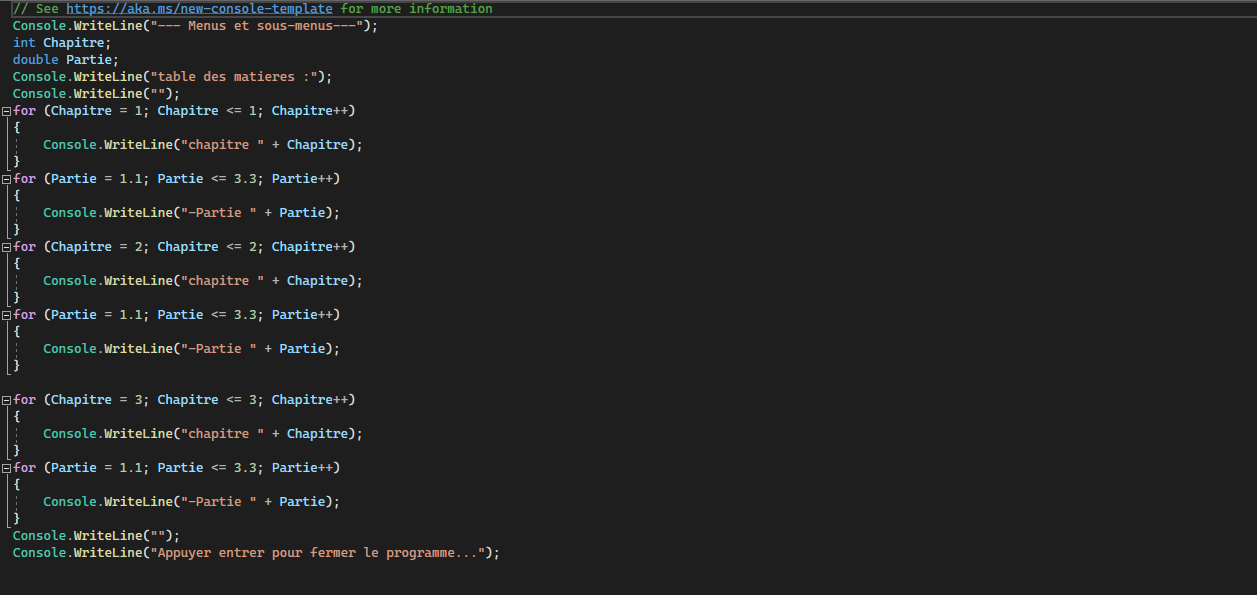 // See https://aka.ms/new-console-template for more information
Console.WriteLine("--- Menus et sous-menus---");
int Chapitre;
double Partie;
Console.WriteLine("table des matieres :");
Console.WriteLine("");
for (Chapitre = 1; Chapitre <= 1; Chapitre++)
{
    Console.WriteLine("chapitre " + Chapitre);
}
for (Partie = 1.1; Partie <= 3.3; Partie++)
{
    Console.WriteLine("-Partie " + Partie);
}
for (Chapitre = 2; Chapitre <= 2; Chapitre++)
{
    Console.WriteLine("chapitre " + Chapitre);
}
for (Partie = 1.1; Partie <= 3.3; Partie++)
{
    Console.WriteLine("-Partie " + Partie);
}

for (Chapitre = 3; Chapitre <= 3; Chapitre++)
{
    Console.WriteLine("chapitre " + Chapitre);
}
for (Partie = 1.1; Partie <= 3.3; Partie++)
{
    Console.WriteLine("-Partie " + Partie);
}
Console.WriteLine("");
Console.WriteLine("Appuyer entrer pour fermer le programme...");